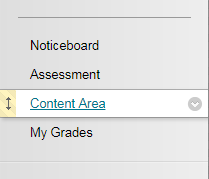 Noticeboard
Assessment
Content Area
My Grades